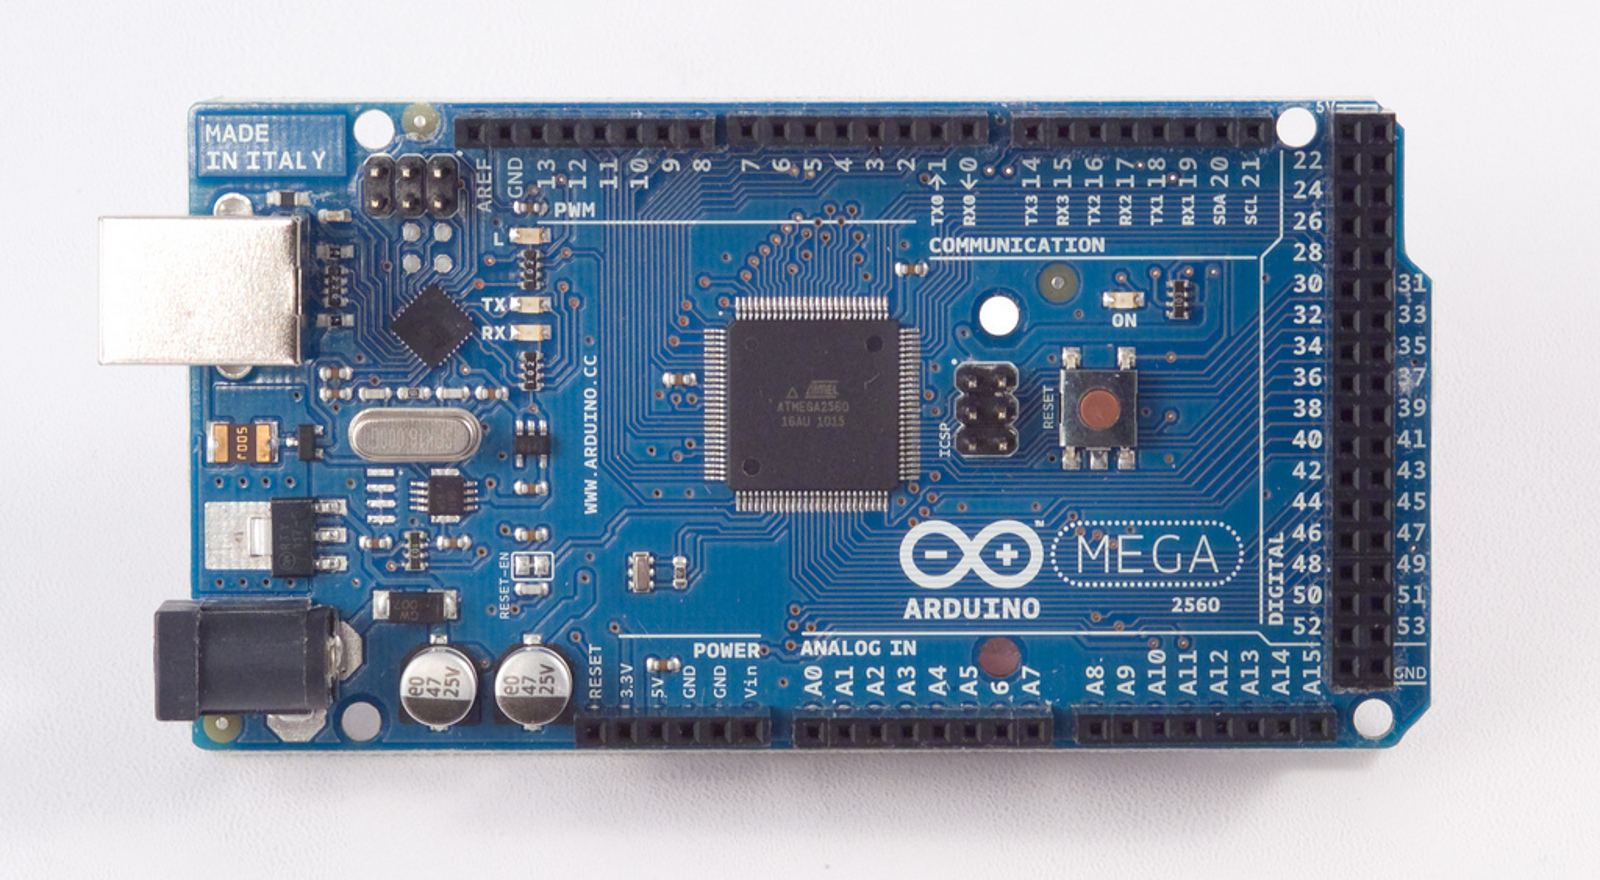 MADE
IN ITALY
5V
AREF
GND
13
12
11
10
9
8
7
6
5
4
3
2
TX0→1
RX0←0
TX3 14
RX3 15
TX2 16
RX2 17
TX1 18
RX1 19
SDA 20
SCL 21
PWM
COMMUNICATION
L
TX
RX
ON
WWW.ARDUINO.CC
ATMEL
ATMEGA2560
16AU 1015
ICSP
RESET
22
24
26
28
30 31
32 33
34 35
36 37
38 39
40 41
42 43
44 45
46 47
48 49
50 51
52 53
GND
DIGITAL
MEGA
2560
ARDUINO
™
RESET-EN
47
25V
47
25V
POWER
RESET
3.3V
5V
GND
GND
Vin
ANALOG IN
A0
A1
A2
A3
A4
A5
6
A7
A8
A9
A10
A11
A12
A13
A14
A15